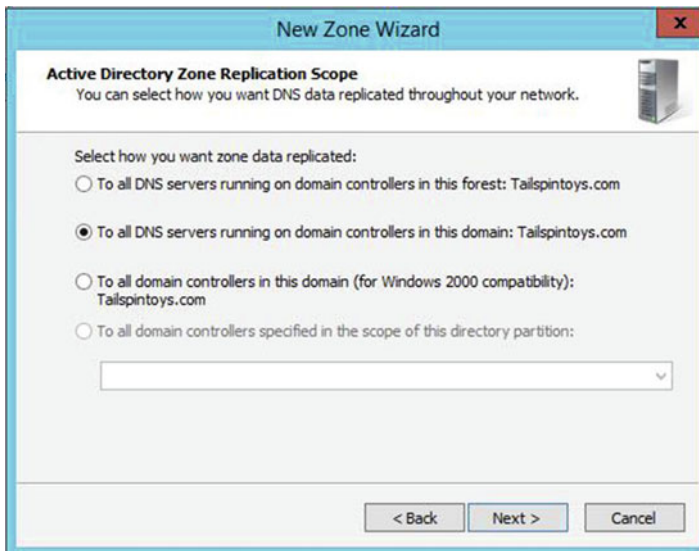 New Zone Wizard
x
Active Directory Zone Replication Scope
You can select how you want DNS data replicated throughout your network.
Select how you want zone data replicated:
To all DNS servers running on domain controllers in this forest: Tailspintoys.com
To all DNS servers running on domain controllers in this domain: Tailspintoys.com
To all domain controllers in this domain (for Windows 2000 compatibility):
Tailspintoys.com
To all domain controllers specified in the scope of this directory partition:
< Back Next > Cancel